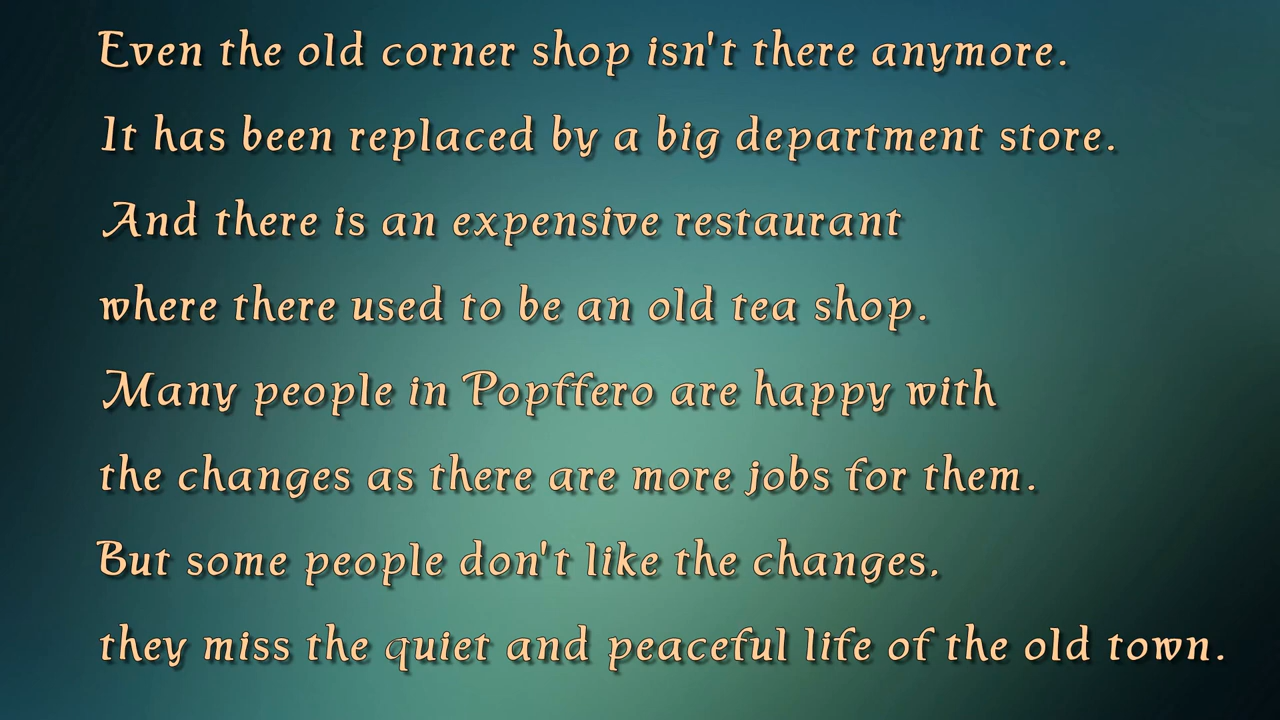 Even the old corner shop isn't there anymore.
It has been replaced by a big department store.
And there is an expensive restaurant
where there used to be an old tea shop.
Many people in Popffero are happy with
the changes as there are more jobs for them.
But some people don't like the changes,
they miss the quiet and peaceful life of the old town.